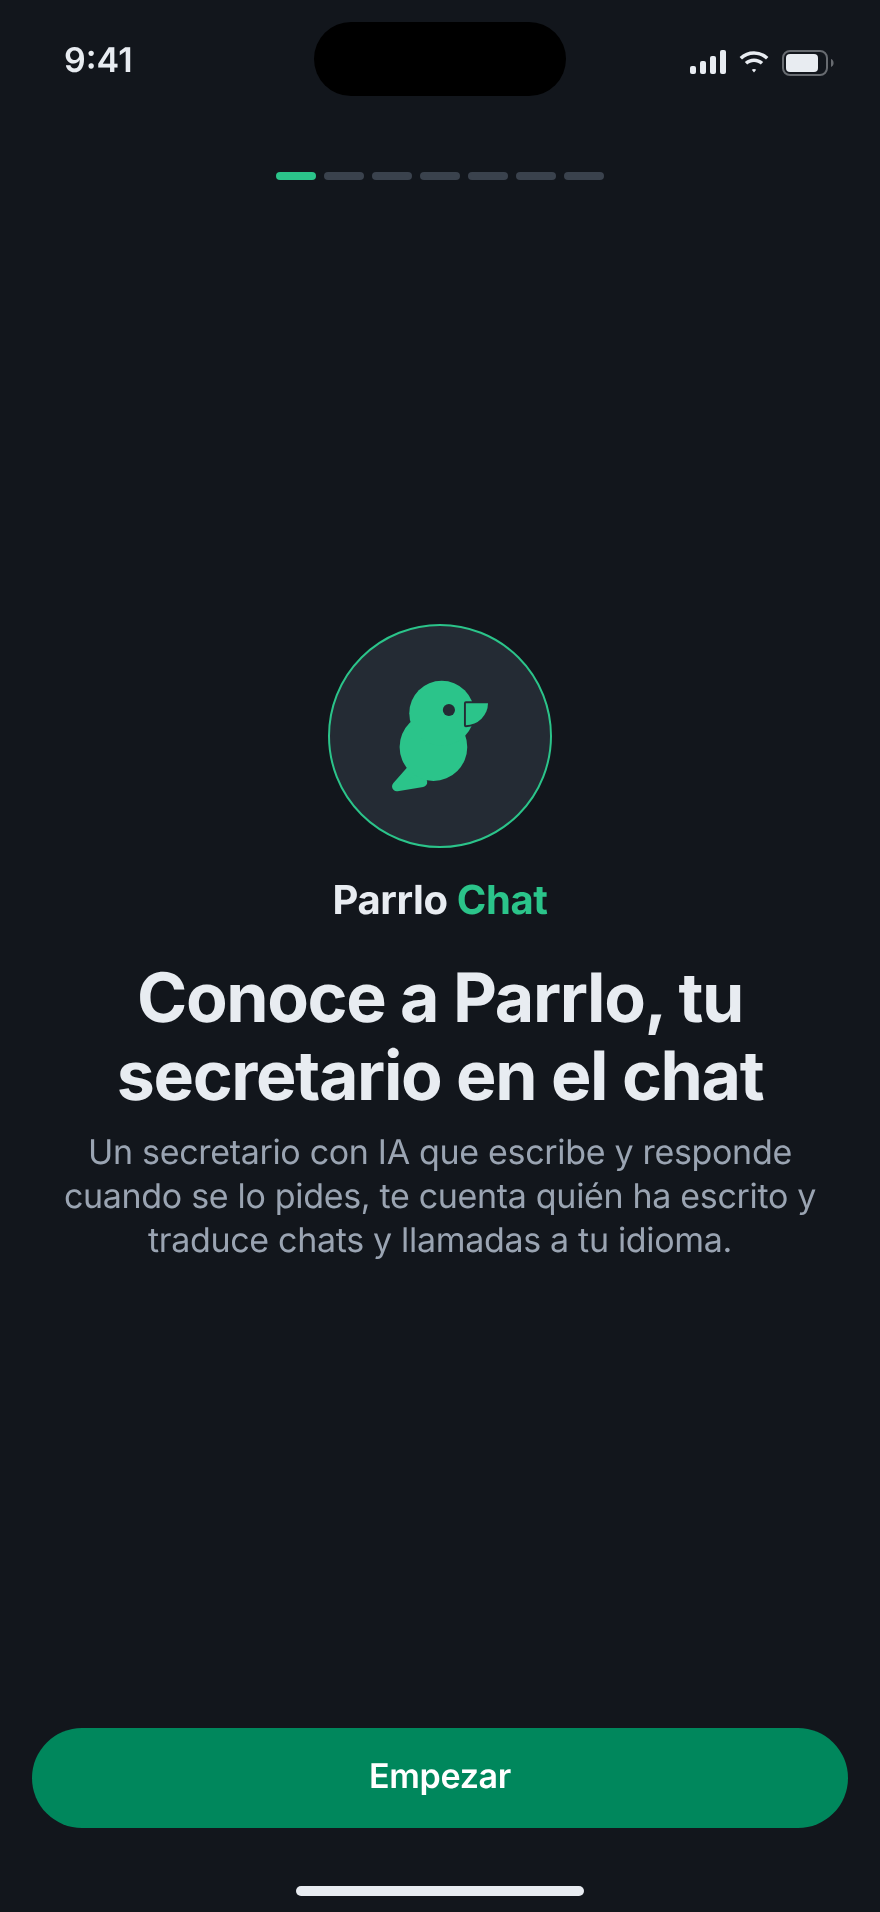 9:41
Parrlo Chat
Conoce a Parrlo, tu
secretario en el chat
Un secretario con IA que escribe y responde
cuando se lo pides, te cuenta quién ha escrito y
traduce chats y llamadas a tu idioma.
Empezar